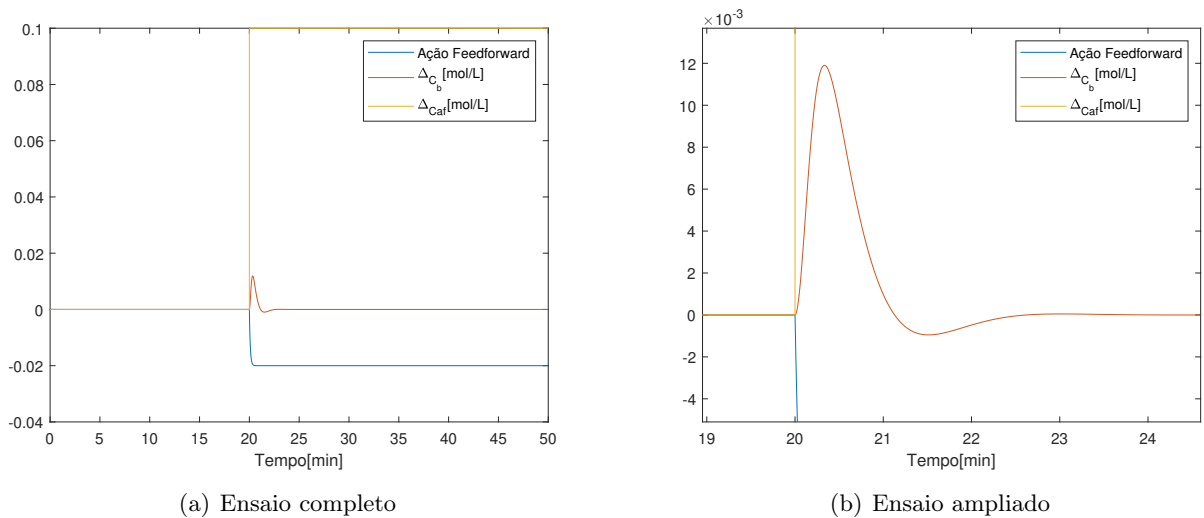 0.1
0.08
0.06
0.04
0.02
0
-0.02
-0.04
0 5 10 15 20 25 30 35 40 45 50
Tempo[min]
Ação Feedforward
Δ_{C_b}[mol/L]
Δ_{Caf}[mol/L]
(a) Ensaio completo
×10^{-3}
12
10
8
6
4
2
0
-2
-4
19 20 21 22 23 24
Tempo[min]
Ação Feedforward
Δ_{C_b}[mol/L]
Δ_{Caf}[mol/L]
(b) Ensaio ampliado